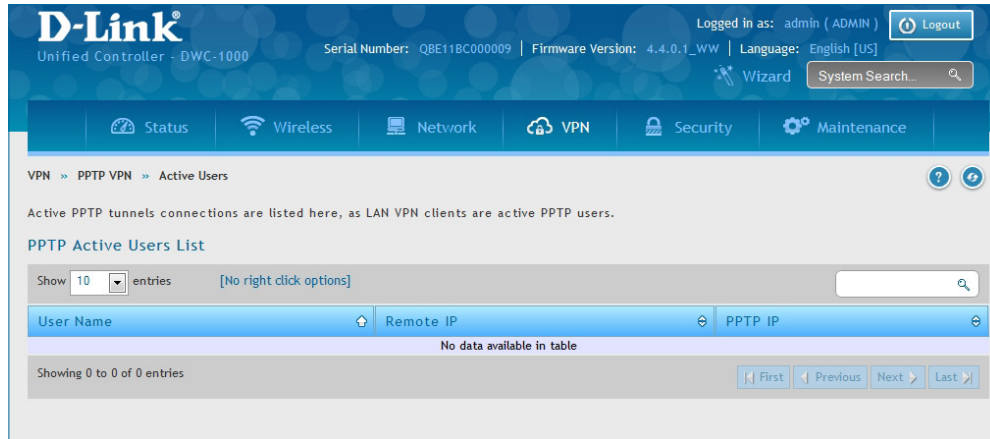 D-Link®
Logged in as: admin ( ADMIN ) Logout
Unified Controller - DWC-1000
Serial Number: QBE11BC000009 | Firmware Version: 4.4.0.1_WW | Language: English [US]
Wizard System Search...
Status Wireless Network VPN Security Maintenance
VPN » PPTP VPN » Active Users
?
Active PPTP tunnels connections are listed here, as LAN VPN clients are active PPTP users.
PPTP Active Users List
Show 10 entries [No right click options]
User Name Remote IP PPTP IP
No data available in table
Showing 0 to 0 of 0 entries
First Previous Next Last